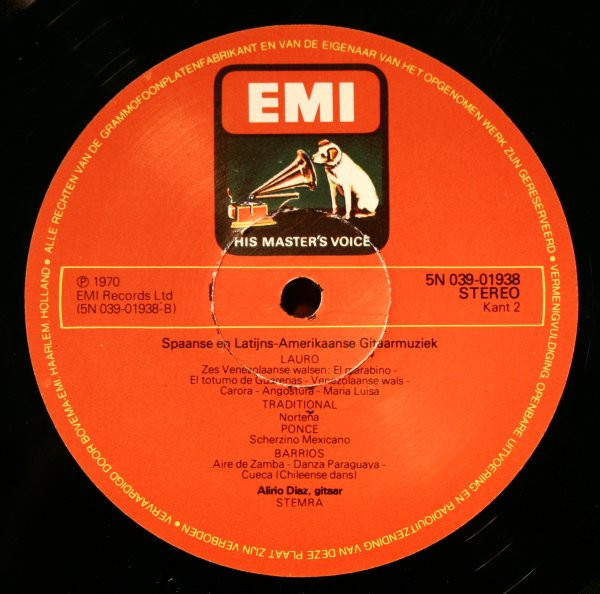 ALLE RECHTEN VAN DE GRAMMOFOONPLATENFABRIKANT EN VAN DE EIGENAAR VAN HET OPGENOMEN WERK ZIJN GERESERVEERD • VERMENIGVULDIGING OPENBARE UITVOERING EN RADIOUITZENDING VAN DEZE PLAAT ZIJN VERBODEN • VERVAARDIGD DOOR BOVEMA-EMI HAARLEM HOLLAND •
EMI
HIS MASTER'S VOICE
℗ 1970
EMI Records Ltd
(5N 039-01938-B)
5N 039-01938
STEREO
Kant 2
Spaanse en Latijns-Amerikaanse Gitaarmuziek
LAURO
Zes Venezolaanse walsen: El marabino -
El totumo de Guarenas - Venezolaanse wals -
Carora - Angostura - Maria Luisa
TRADITIONAL
Norteña
PONCE
Scherzino Mexicano
BARRIOS
Aire de Zamba - Danza Paraguaya -
Cueca (Chileense dans)
Alirio Diaz, gitaar
STEMRA